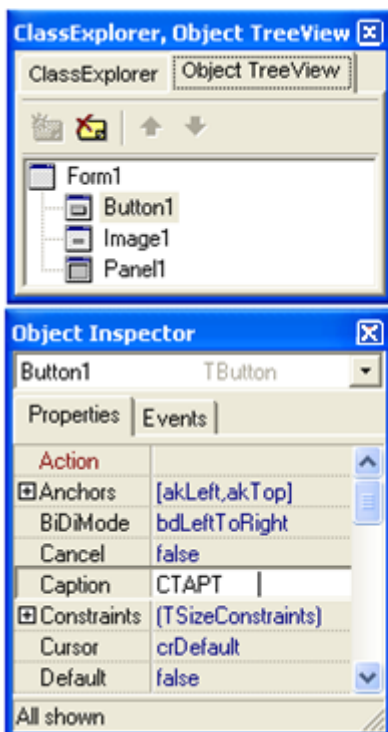 ClassExplorer, Object TreeView
ClassExplorer Object TreeView
Form1
Button1
Image1
Panel1
Object Inspector
Button1 TButton
Properties Events
Action
Anchors [akLeft,akTop]
BiDiMode bdLeftToRight
Cancel false
Caption СТАРТ
Constraints (TSizeConstraints)
Cursor crDefault
Default false
All shown